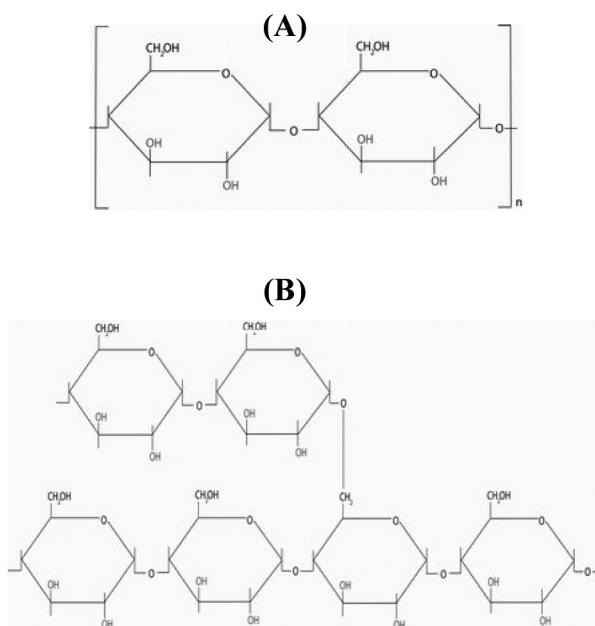 (A)
CH₂OH CH₂OH
O O
O O
OH OH
OH OH
n
(B)
CH₂OH CH₂OH
O O
OH O OH O
OH OH
CH₂OH CH₂OH CH₂ CH₂OH
O O O O
O O O O
OH OH OH OH
OH OH OH OH